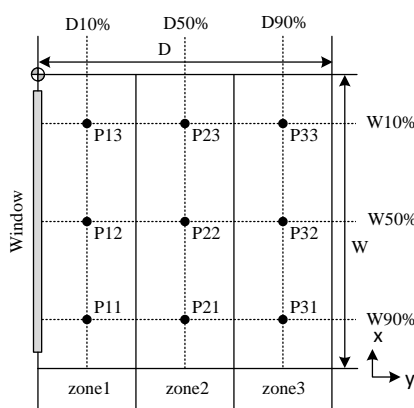 D10% D50% D90%
D
P13 P23 P33 W10%
Window
P12 P22 P32 W50%
W
P11 P21 P31 W90%
x
y
zone1 zone2 zone3